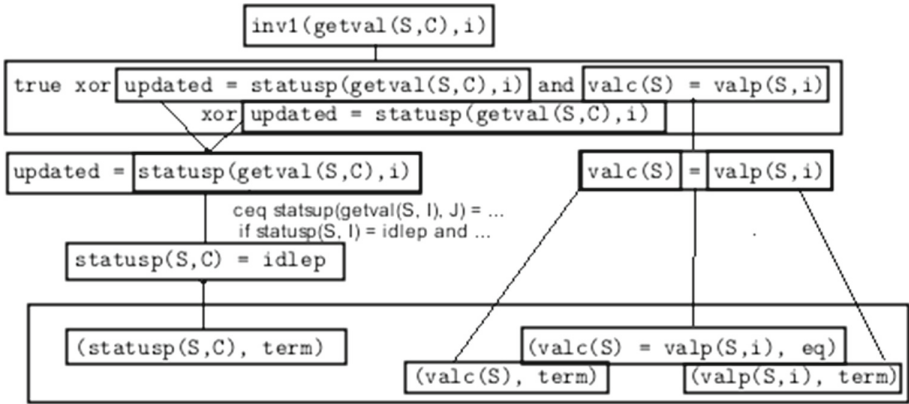 inv1(getval(S,C),i)
true xor updated = statusp(getval(S,C),i) and valc(S) = valp(S,i)
xor updated = statusp(getval(S,C),i)
updated = statusp(getval(S,C),i)
valc(S) = valp(S,i)
ceq statsup(getval(S, I), J) = ...
if statusp(S, I) = idlep and ...
statusp(S,C) = idlep
(statusp(S,C), term)
(valc(S) = valp(S,i), eq)
(valc(S), term)
(valp(S,i), term)